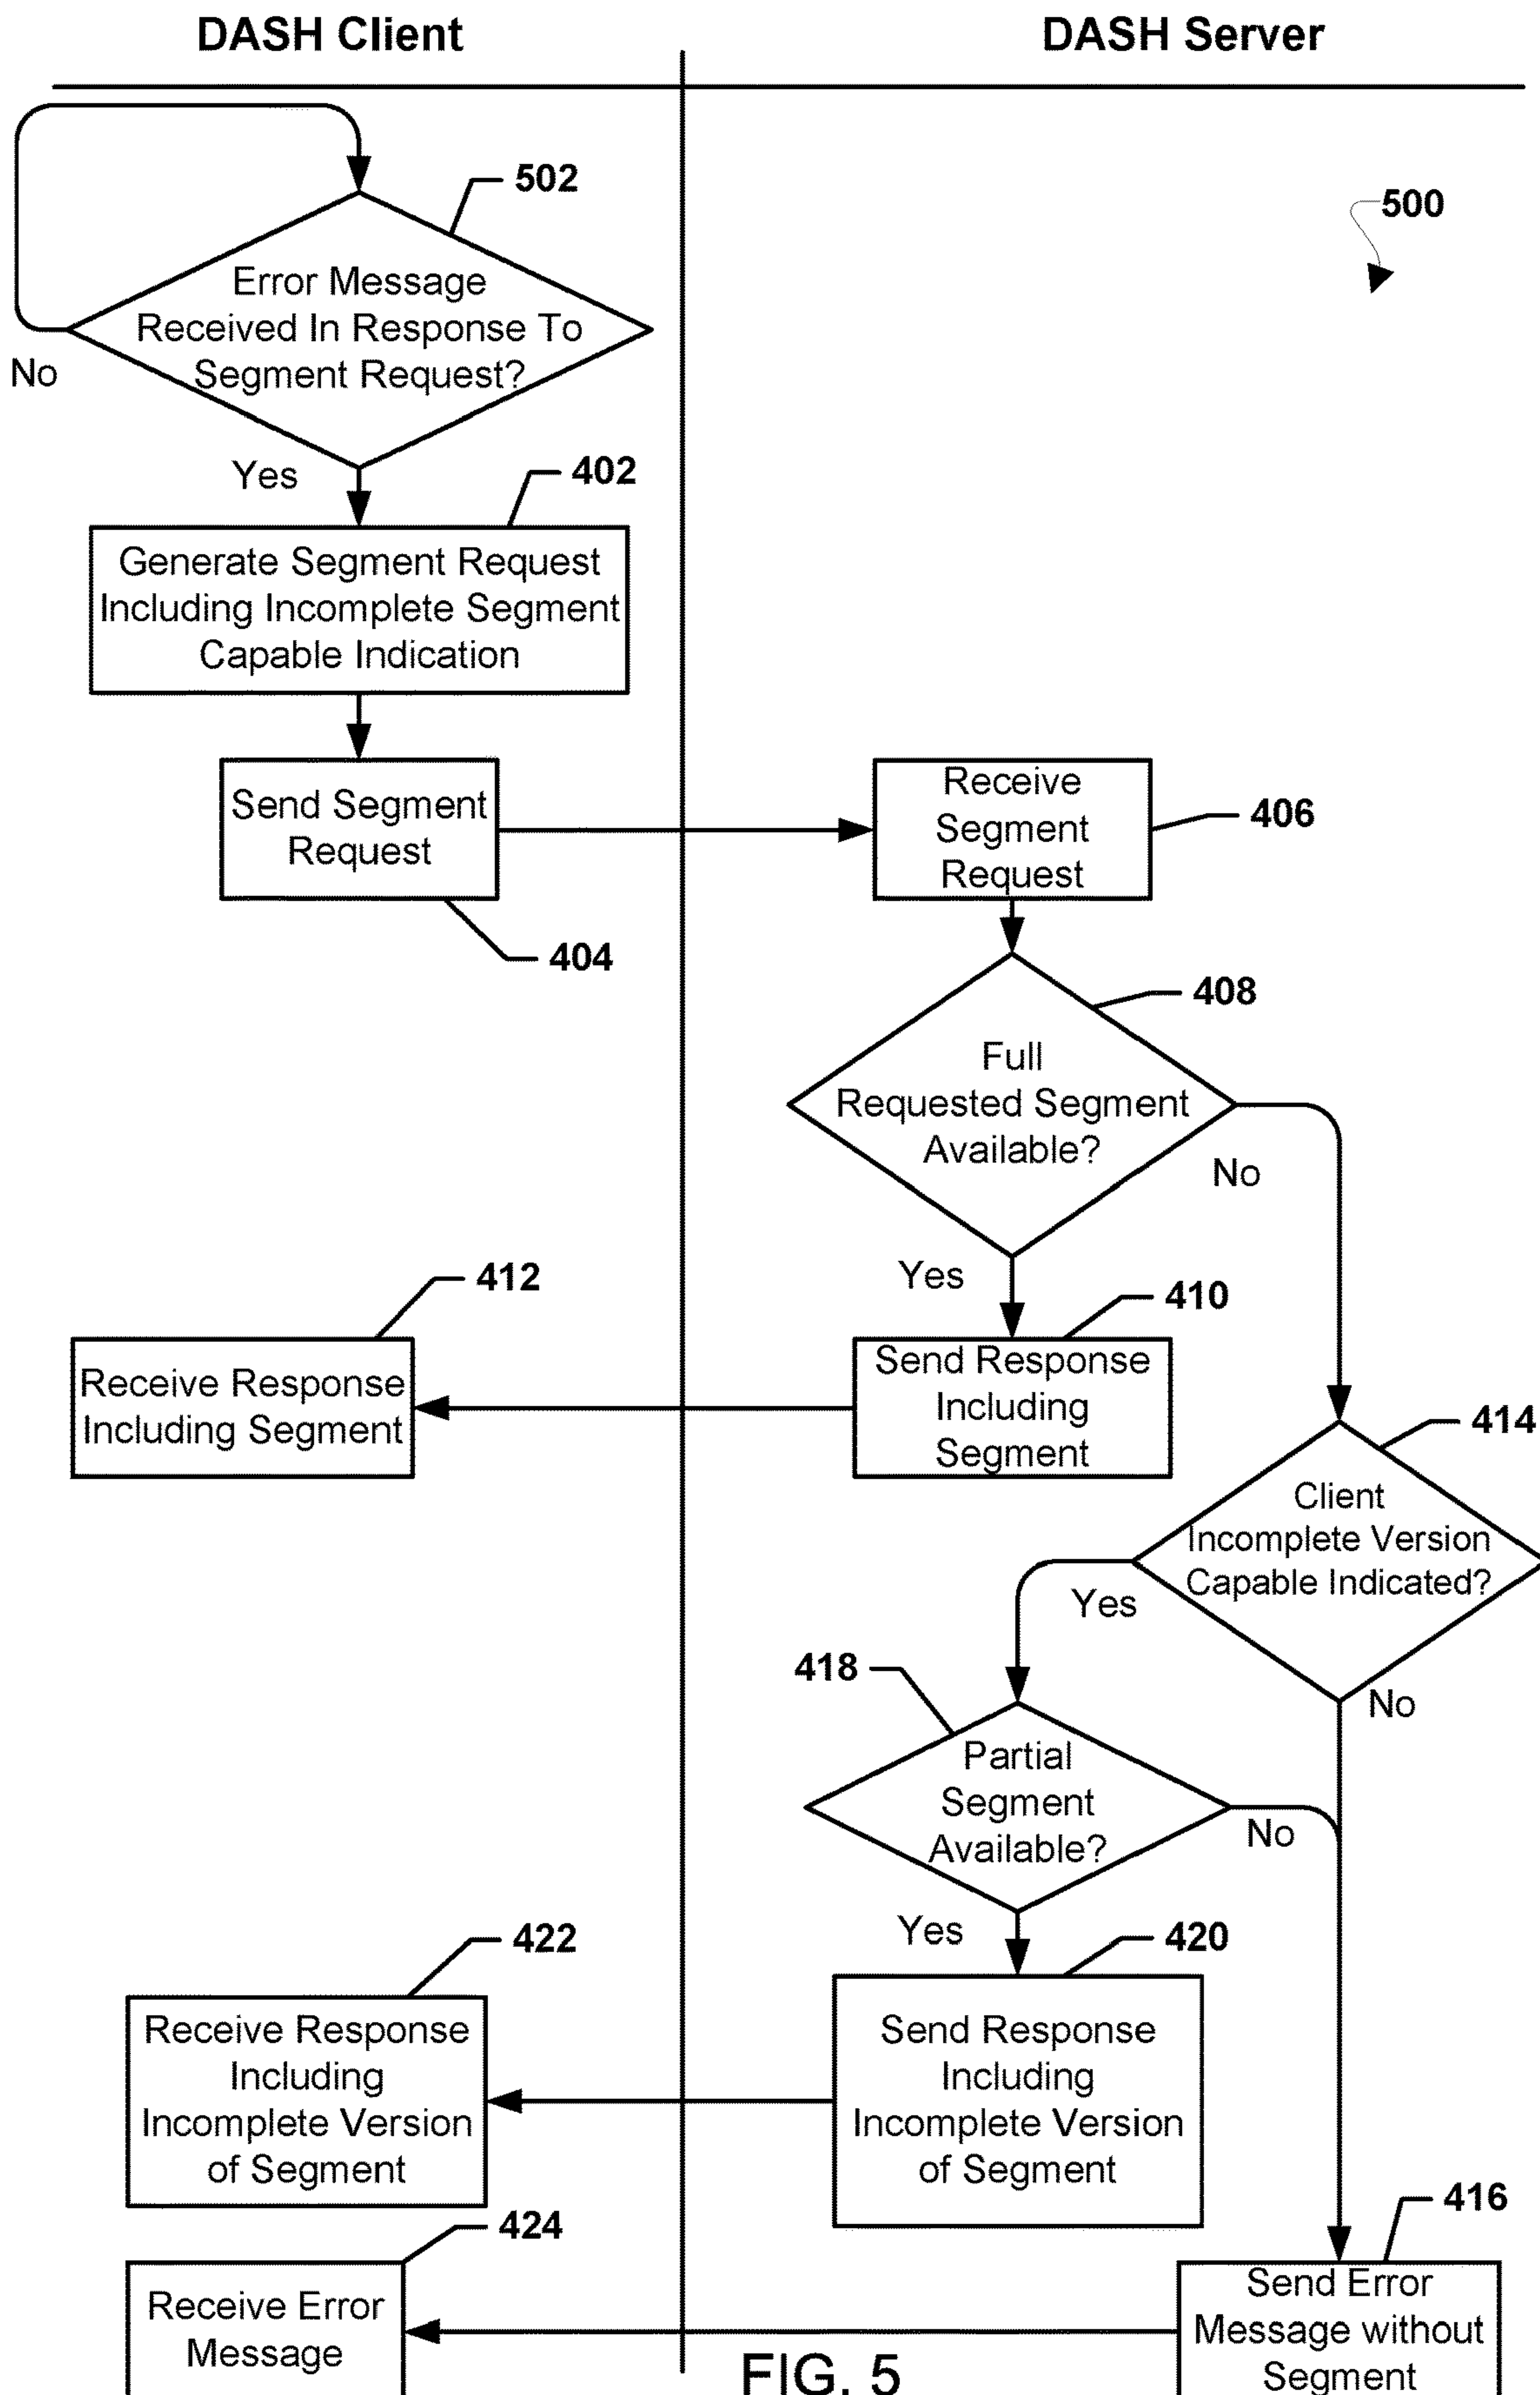 DASH Client
DASH Server
502
500
Error Message
Received In Response To
Segment Request?
No
Yes
402
Generate Segment Request
Including Incomplete Segment
Capable Indication
Send Segment
Request
404
Receive
Segment
Request
406
408
Full
Requested Segment
Available?
No
Yes
412
410
Receive Response
Including Segment
Send Response
Including
Segment
414
Client
Incomplete Version
Capable Indicated?
Yes
No
418
Partial
Segment
Available?
No
Yes
422
420
Receive Response
Including
Incomplete Version
of Segment
Send Response
Including
Incomplete Version
of Segment
424
416
Receive Error
Message
Send Error
Message without
Segment
FIG. 5